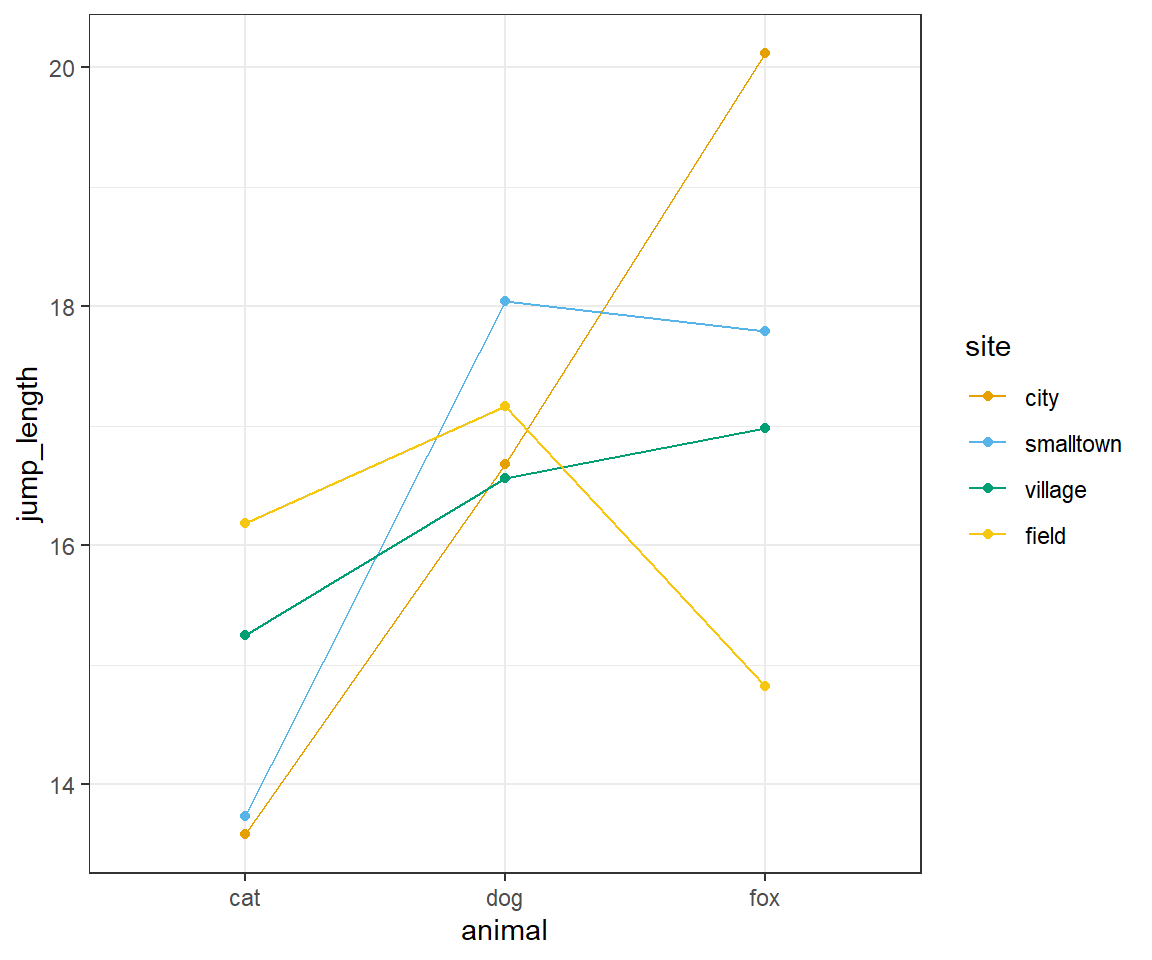 20
18
16
14
jump_length
cat dog fox
animal
site
city
smalltown
village
field